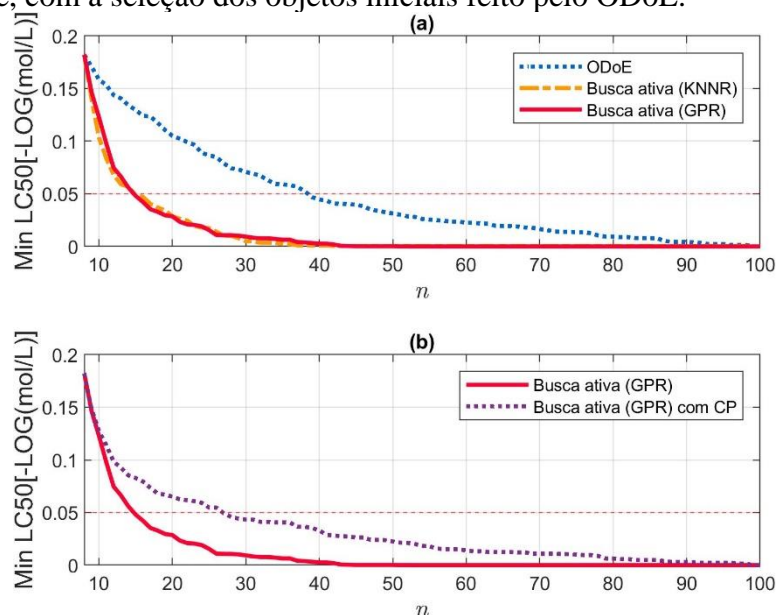 e, com a seleção dos objetos iniciais feito pelo ODoE.
(a)
Min LC50[-LOG(mol/L)]
0.2
0.15
0.1
0.05
0
ODoE
Busca ativa (KNNR)
Busca ativa (GPR)
10 20 30 40 50 60 70 80 90 100
n
(b)
Min LC50[-LOG(mol/L)]
0.2
0.15
0.1
0.05
0
Busca ativa (GPR)
Busca ativa (GPR) com CP
10 20 30 40 50 60 70 80 90 100
n